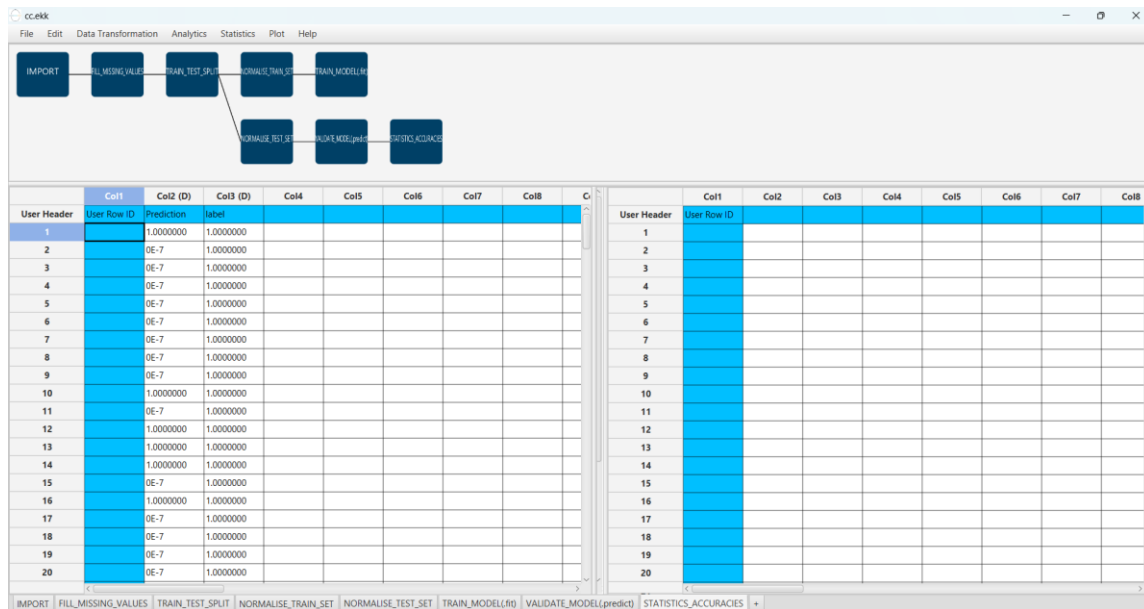 cc.ekk
File Edit Data Transformation Analytics Statistics Plot Help
IMPORT FILL_MISSING_VALUES TRAIN_TEST_SPLIT NORMALISE_TRAIN_SET TRAIN_MODEL(.fit)
NORMALISE_TEST_SET VALIDATE_MODEL(.predict) STATISTICS_ACCURACIES
Col1 Col2 (D) Col3 (D) Col4 Col5 Col6 Col7 Col8
User Header User Row ID Prediction label
1 1.0000000 1.0000000
2 0E-7 1.0000000
3 0E-7 1.0000000
4 0E-7 1.0000000
5 0E-7 1.0000000
6 0E-7 1.0000000
7 0E-7 1.0000000
8 0E-7 1.0000000
9 0E-7 1.0000000
10 1.0000000 1.0000000
11 0E-7 1.0000000
12 1.0000000 1.0000000
13 1.0000000 1.0000000
14 1.0000000 1.0000000
15 0E-7 1.0000000
16 1.0000000 1.0000000
17 0E-7 1.0000000
18 0E-7 1.0000000
19 0E-7 1.0000000
20 0E-7 1.0000000
Col1 Col2 Col3 Col4 Col5 Col6 Col7 Col8
User Header User Row ID
1
2
3
4
5
6
7
8
9
10
11
12
13
14
15
16
17
18
19
20
IMPORT FILL_MISSING_VALUES TRAIN_TEST_SPLIT NORMALISE_TRAIN_SET NORMALISE_TEST_SET TRAIN_MODEL(.fit) VALIDATE_MODEL(.predict) STATISTICS_ACCURACIES +